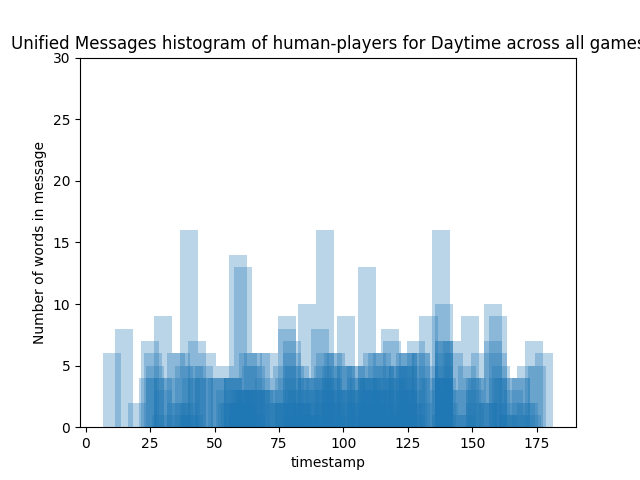 Unified Messages histogram of human-players for Daytime across all games
30
25
20
15
10
5
0
Number of words in message
0 25 50 75 100 125 150 175
timestamp